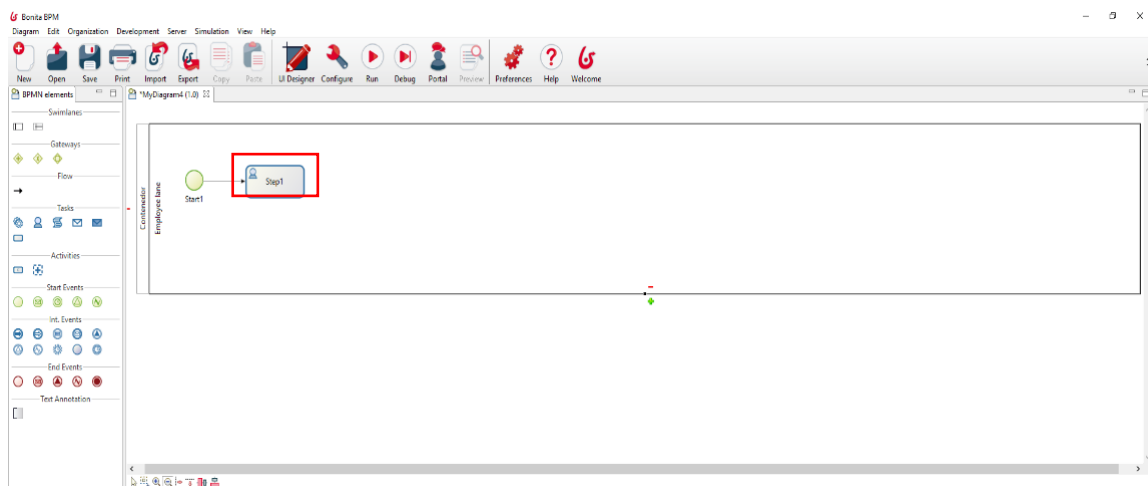 Bonita BPM
Diagram Edit Organization Development Server Simulation View Help
New Open Save Print Import Export Copy Paste UI Designer Configure Run Debug Portal Preview Preferences Help Welcome
BPMN elements
*MyDiagram4 (1.0)
Swimlanes
Gateways
Flow
Tasks
Activities
Start Events
Int. Events
End Events
Text Annotation
Contenedor
Employee lane
Start1
Step1